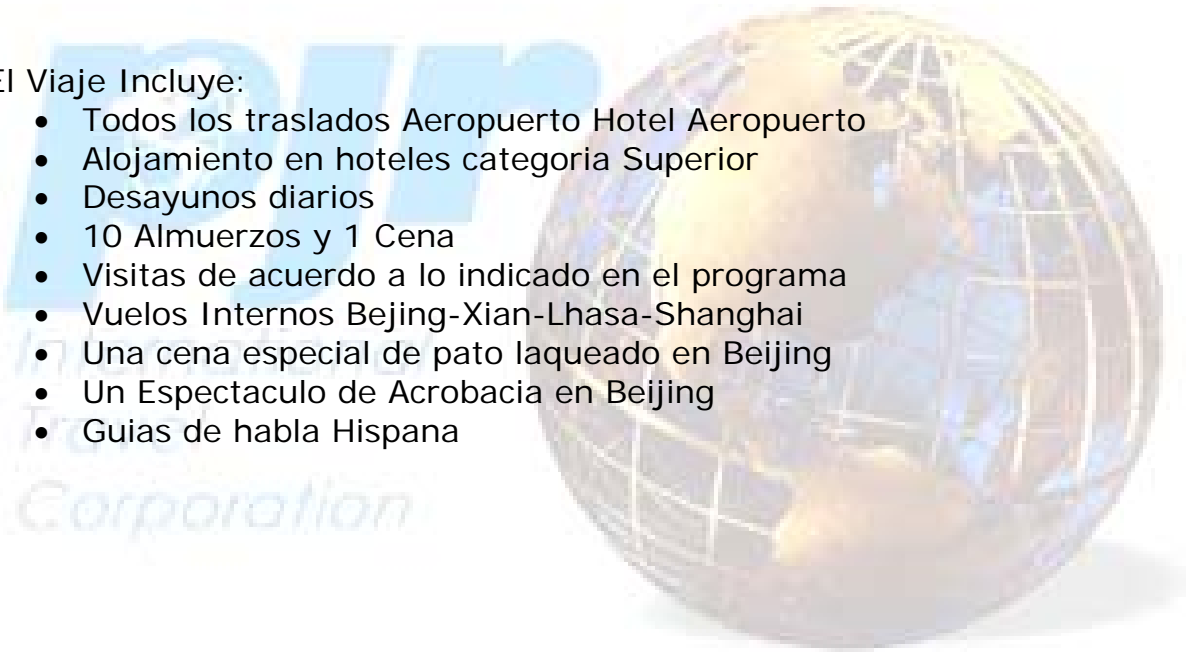 El Viaje Incluye:
• Todos los traslados Aeropuerto Hotel Aeropuerto
• Alojamiento en hoteles categoria Superior
• Desayunos diarios
• 10 Almuerzos y 1 Cena
• Visitas de acuerdo a lo indicado en el programa
• Vuelos Internos Bejing-Xian-Lhasa-Shanghai
• Una cena especial de pato laqueado en Beijing
• Un Espectaculo de Acrobacia en Beijing
• Guias de habla Hispana
International
Travel
Corporation